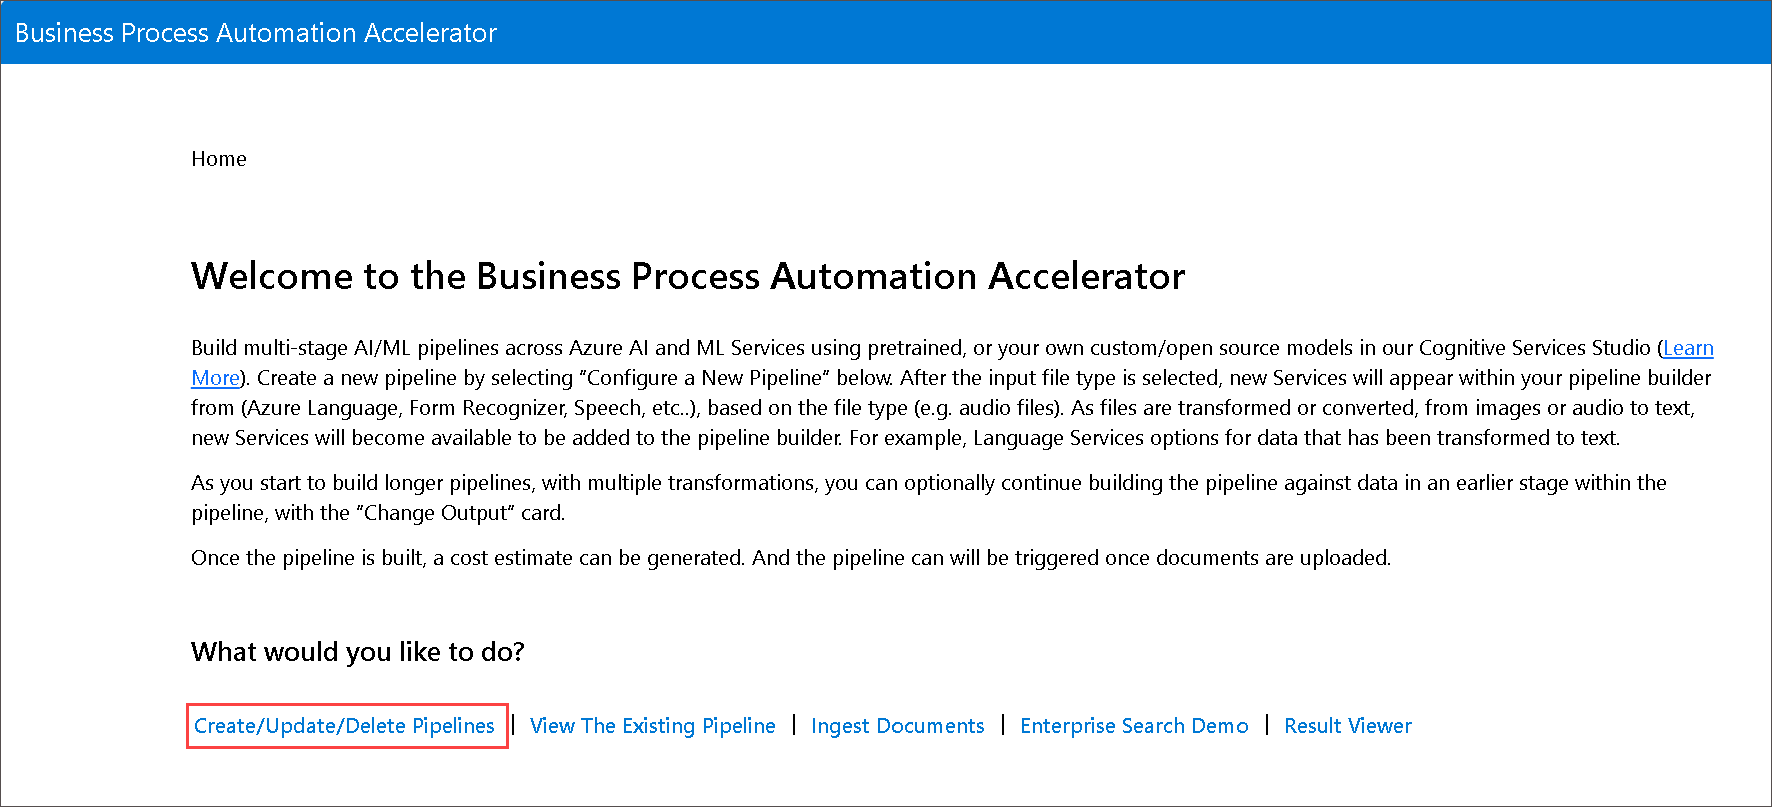 Business Process Automation Accelerator
Home
Welcome to the Business Process Automation Accelerator
Build multi-stage AI/ML pipelines across Azure AI and ML Services using pretrained, or your own custom/open source models in our Cognitive Services Studio (Learn
More). Create a new pipeline by selecting "Configure a New Pipeline" below. After the input file type is selected, new Services will appear within your pipeline builder
from (Azure Language, Form Recognizer, Speech, etc..), based on the file type (e.g. audio files). As files are transformed or converted, from images or audio to text,
new Services will become available to be added to the pipeline builder. For example, Language Services options for data that has been transformed to text.
As you start to build longer pipelines, with multiple transformations, you can optionally continue building the pipeline against data in an earlier stage within the
pipeline, with the "Change Output" card.
Once the pipeline is built, a cost estimate can be generated. And the pipeline can will be triggered once documents are uploaded.
What would you like to do?
Create/Update/Delete Pipelines | View The Existing Pipeline | Ingest Documents | Enterprise Search Demo | Result Viewer